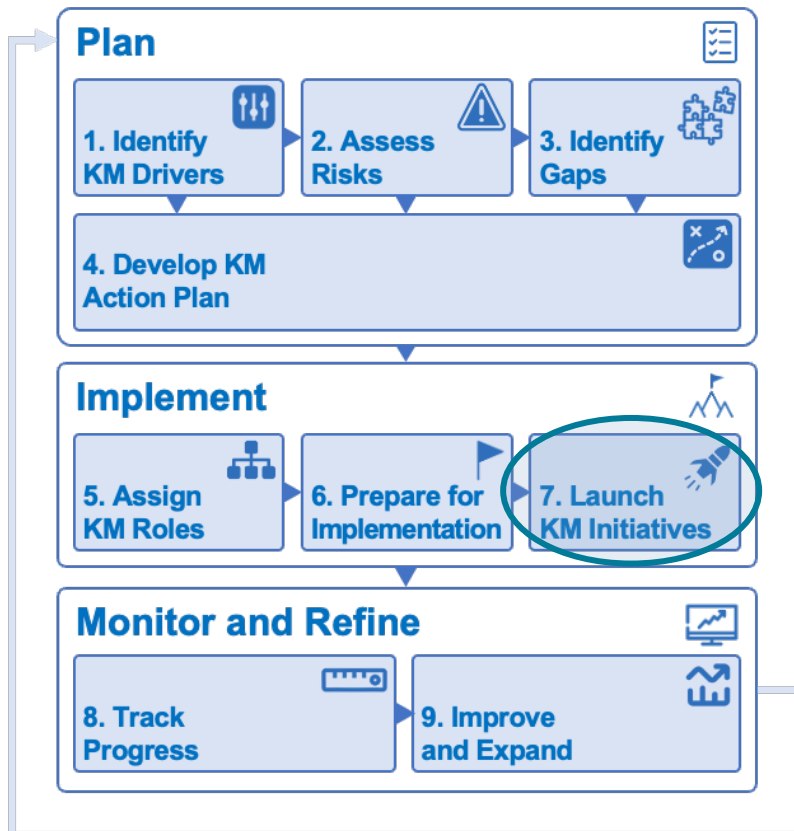 Plan
1. Identify
KM Drivers
2. Assess
Risks
3. Identify
Gaps
4. Develop KM
Action Plan
Implement
5. Assign
KM Roles
6. Prepare for
Implementation
7. Launch
KM Initiatives
Monitor and Refine
8. Track
Progress
9. Improve
and Expand